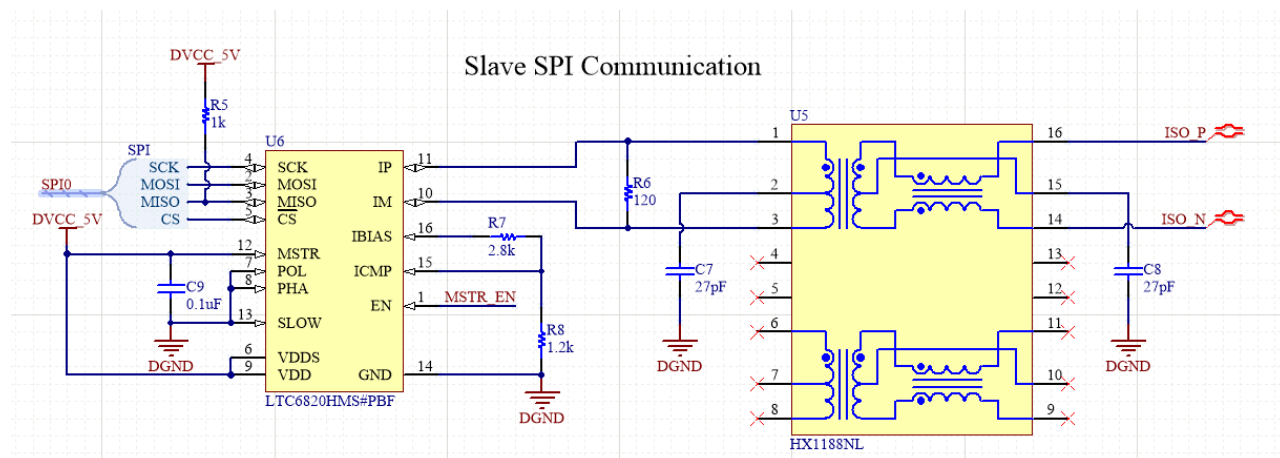 Slave SPI Communication
DVCC_5V
R5
1k
U6
SPI
SPI0
SCK
MOSI
MISO
CS
4
2
3
5
SCK
MOSI
MISO
CS
DVCC_5V
12
7
8
13
6
9
MSTR
POL
PHA
SLOW
VDDS
VDD
C9
0.1uF
DGND
LTC6820HMS#PBF
IP
IM
IBIAS
ICMP
EN
GND
11
10
16
15
1
14
MSTR_EN
R7
2.8k
R8
1.2k
DGND
R6
120
C7
27pF
DGND
U5
1
2
3
4
5
6
7
8
16
15
14
13
12
11
10
9
HX1188NL
ISO_P
ISO_N
C8
27pF
DGND